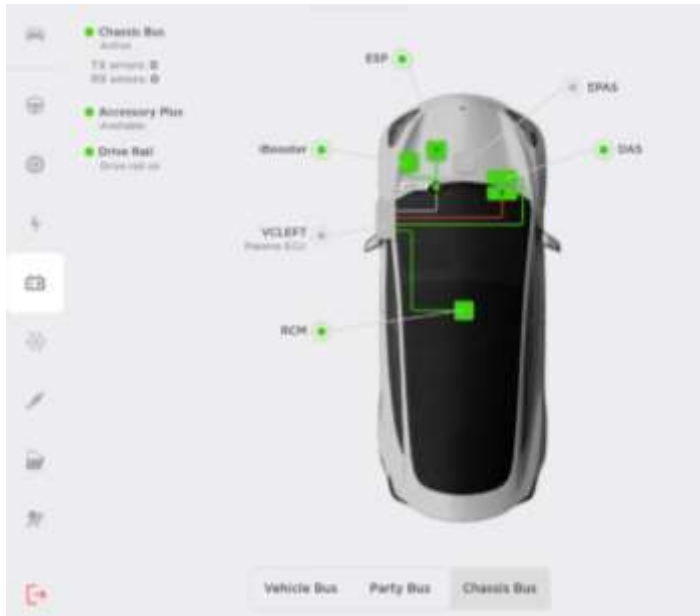 Chassis Bus
Active
TX errors: 0
RX errors: 0
Accessory Plus
Available
Drive Rail
Drive rail on
ESP
EPAS
iBooster
DAS
VCLEFT
Passive ECU
RCM
Vehicle Bus
Party Bus
Chassis Bus